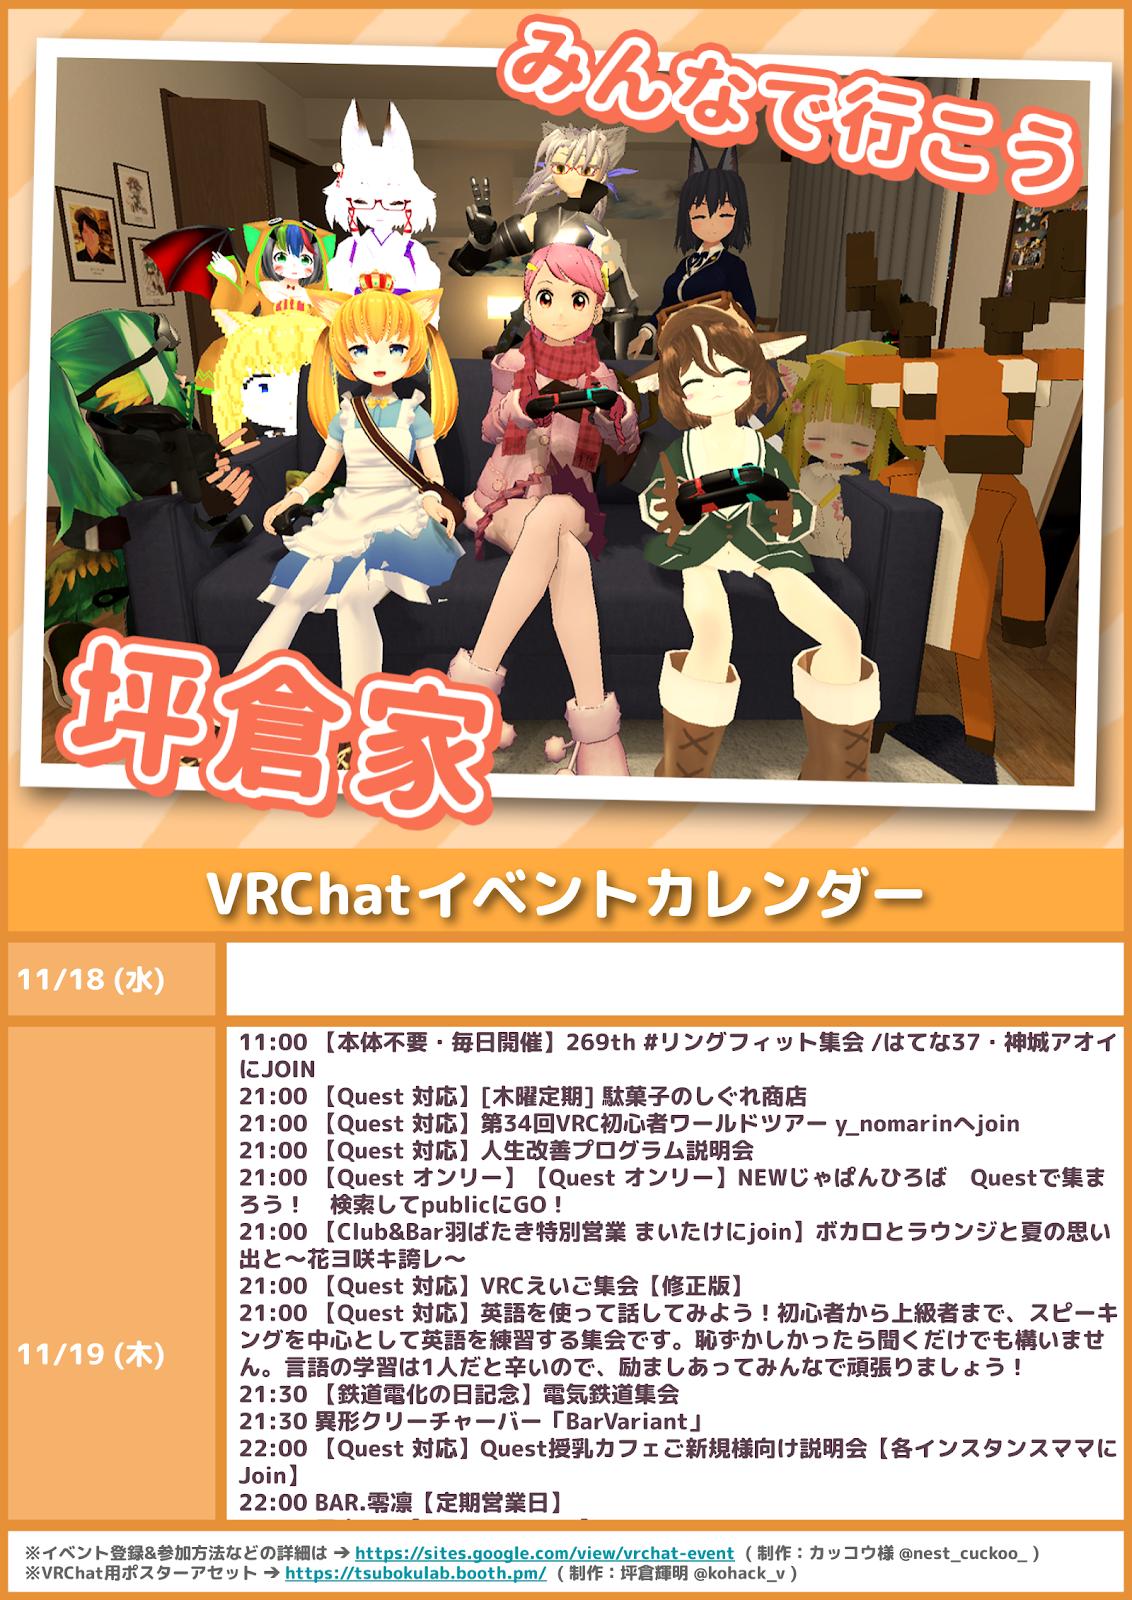 みんなで行こう
坪倉家
VRChatイベントカレンダー
11/18 (水)
11:00 【本体不要・毎日開催】269th #リングフィット集会 /はてな37・神城アオイ
にJOIN
21:00 【Quest 対応】[木曜定期] 駄菓子のしぐれ商店
21:00 【Quest 対応】第34回VRC初心者ワールドツアー y_nomarinへjoin
21:00 【Quest 対応】人生改善プログラム説明会
21:00 【Quest オンリー】【Quest オンリー】NEWじゃぱんひろば　Questで集ま
ろう！　検索してpublicにGO！
21:00 【Club&Bar羽ばたき特別営業 まいたけにjoin】ボカロとラウンジと夏の思い
出と～花ヨ咲キ誇レ～
21:00 【Quest 対応】VRCえいご集会【修正版】
21:00 【Quest 対応】英語を使って話してみよう！初心者から上級者まで、スピーキ
ングを中心として英語を練習する集会です。恥ずかしかったら聞くだけでも構いませ
ん。言語の学習は1人だと辛いので、励ましあってみんなで頑張りましょう！
11/19 (木)
21:30 【鉄道電化の日記念】電気鉄道集会
21:30 異形クリーチャーバー「BarVariant」
22:00 【Quest 対応】Quest授乳カフェご新規様向け説明会【各インスタンスママに
Join】
22:00 BAR.零凛【定期営業日】
※イベント登録&参加方法などの詳細は → https://sites.google.com/view/vrchat-event （制作：カッコウ様 @nest_cuckoo_ ）
※VRChat用ポスターアセット → https://tsubokulab.booth.pm/ （制作：坪倉輝明 @kohack_v ）